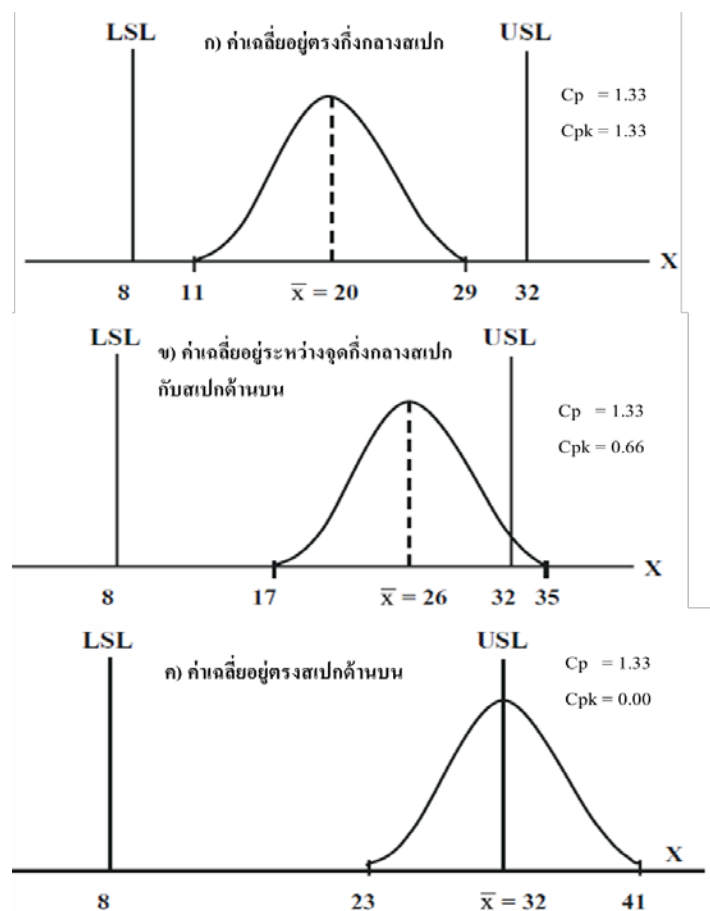 LSL
USL
ก) ค่าเฉลี่ยอยู่ตรงกึ่งกลางสเปก
Cp = 1.33
Cpk = 1.33
X
8 11 x̄ = 20 29 32
LSL
USL
ข) ค่าเฉลี่ยอยู่ระหว่างจุดกึ่งกลางสเปก
กับสเปกด้านบน
Cp = 1.33
Cpk = 0.66
X
8 17 x̄ = 26 32 35
LSL
USL
ค) ค่าเฉลี่ยอยู่ตรงสเปกด้านบน
Cp = 1.33
Cpk = 0.00
X
8 23 x̄ = 32 41